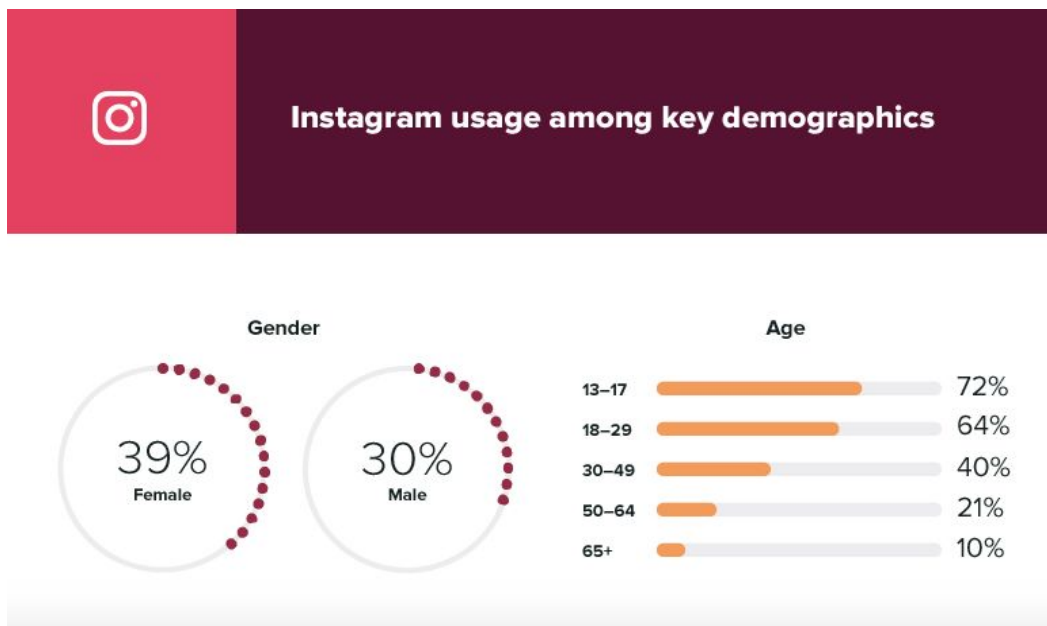 Instagram usage among key demographics
Gender
39%
Female
30%
Male
Age
13–17 72%
18–29 64%
30–49 40%
50–64 21%
65+ 10%